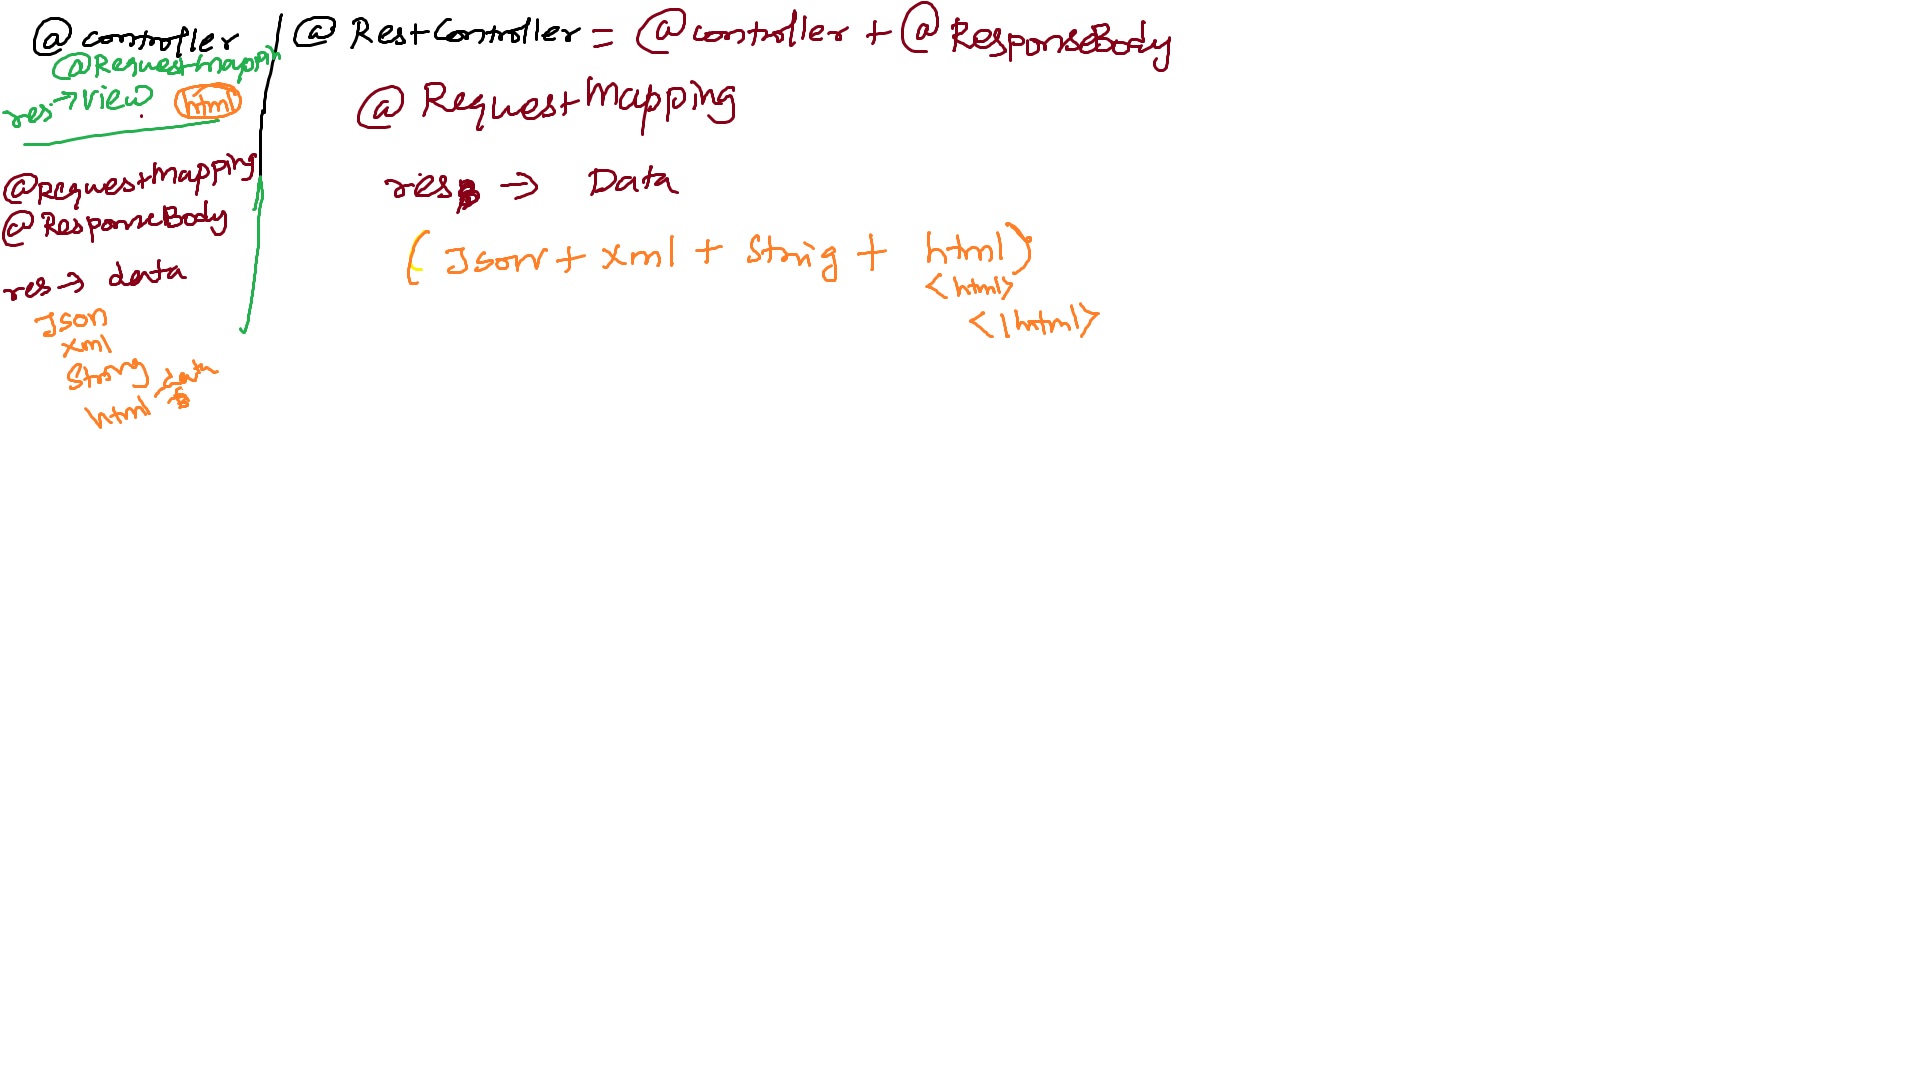 @controller
@RequestMappin
res → view html
@RequestMapping
@ResponseBody
res → data
Json
xml
String
html data
@RestController = @controller + @ResponseBody
@RequestMapping
res → Data
(Json + xml + String + html)
<html>
</html>